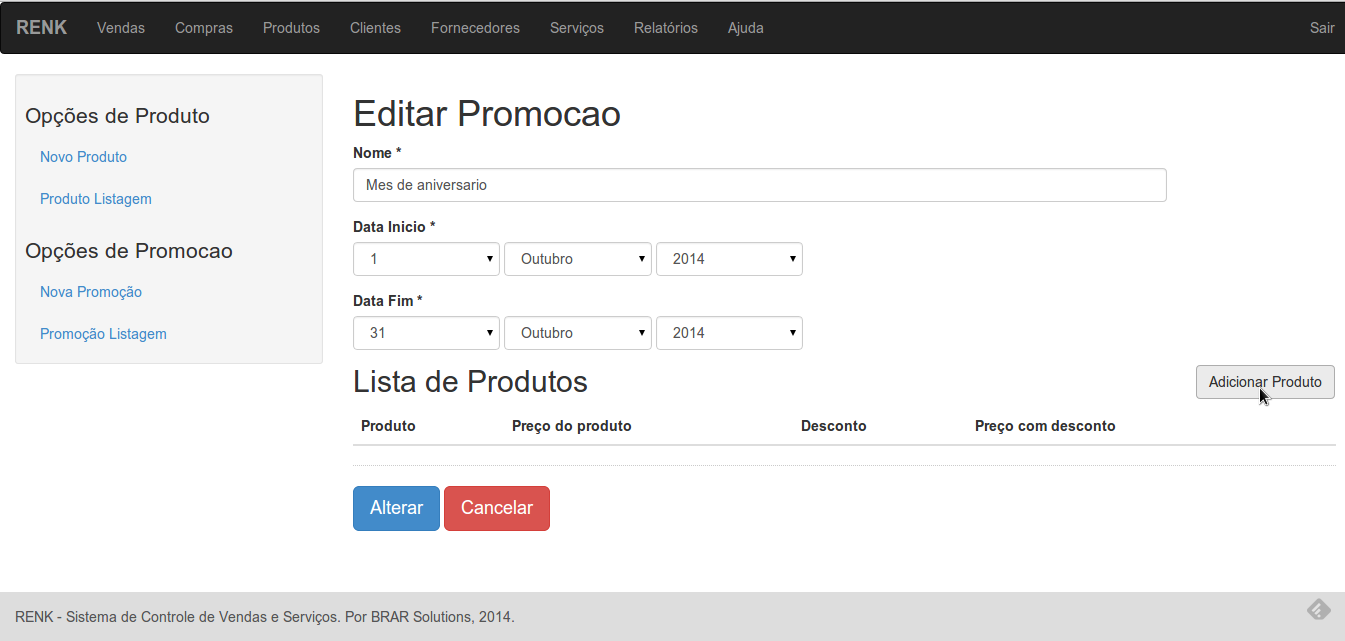 RENK Vendas Compras Produtos Clientes Fornecedores Serviços Relatórios Ajuda Sair
Opções de Produto
Novo Produto
Produto Listagem
Opções de Promocao
Nova Promoção
Promoção Listagem
Editar Promocao
Nome *
Mes de aniversario
Data Inicio *
1 Outubro 2014
Data Fim *
31 Outubro 2014
Lista de Produtos Adicionar Produto
Produto Preço do produto Desconto Preço com desconto
Alterar Cancelar
RENK - Sistema de Controle de Vendas e Serviços. Por BRAR Solutions, 2014.